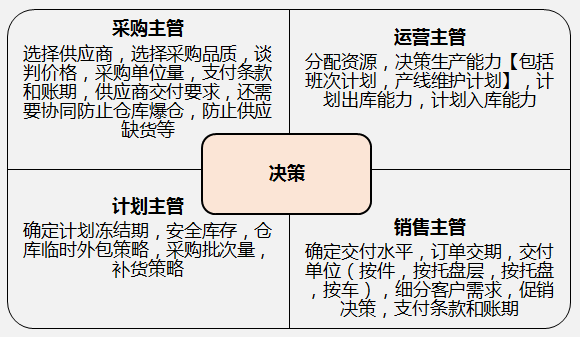 采购主管
选择供应商，选择采购品质，谈
判价格，采购单位量，支付条款
和账期，供应商交付要求，还需
要协同防止仓库爆仓，防止供应
缺货等
运营主管
分配资源，决策生产能力【包括
班次计划，产线维护计划】，计
划出库能力，计划入库能力
决策
计划主管
确定计划冻结期，安全库存，仓
库临时外包策略，采购批次量，
补货策略
销售主管
确定交付水平，订单交期，交付
单位（按件，按托盘层，按托盘
，按车），细分客户需求，促销
决策，支付条款和账期